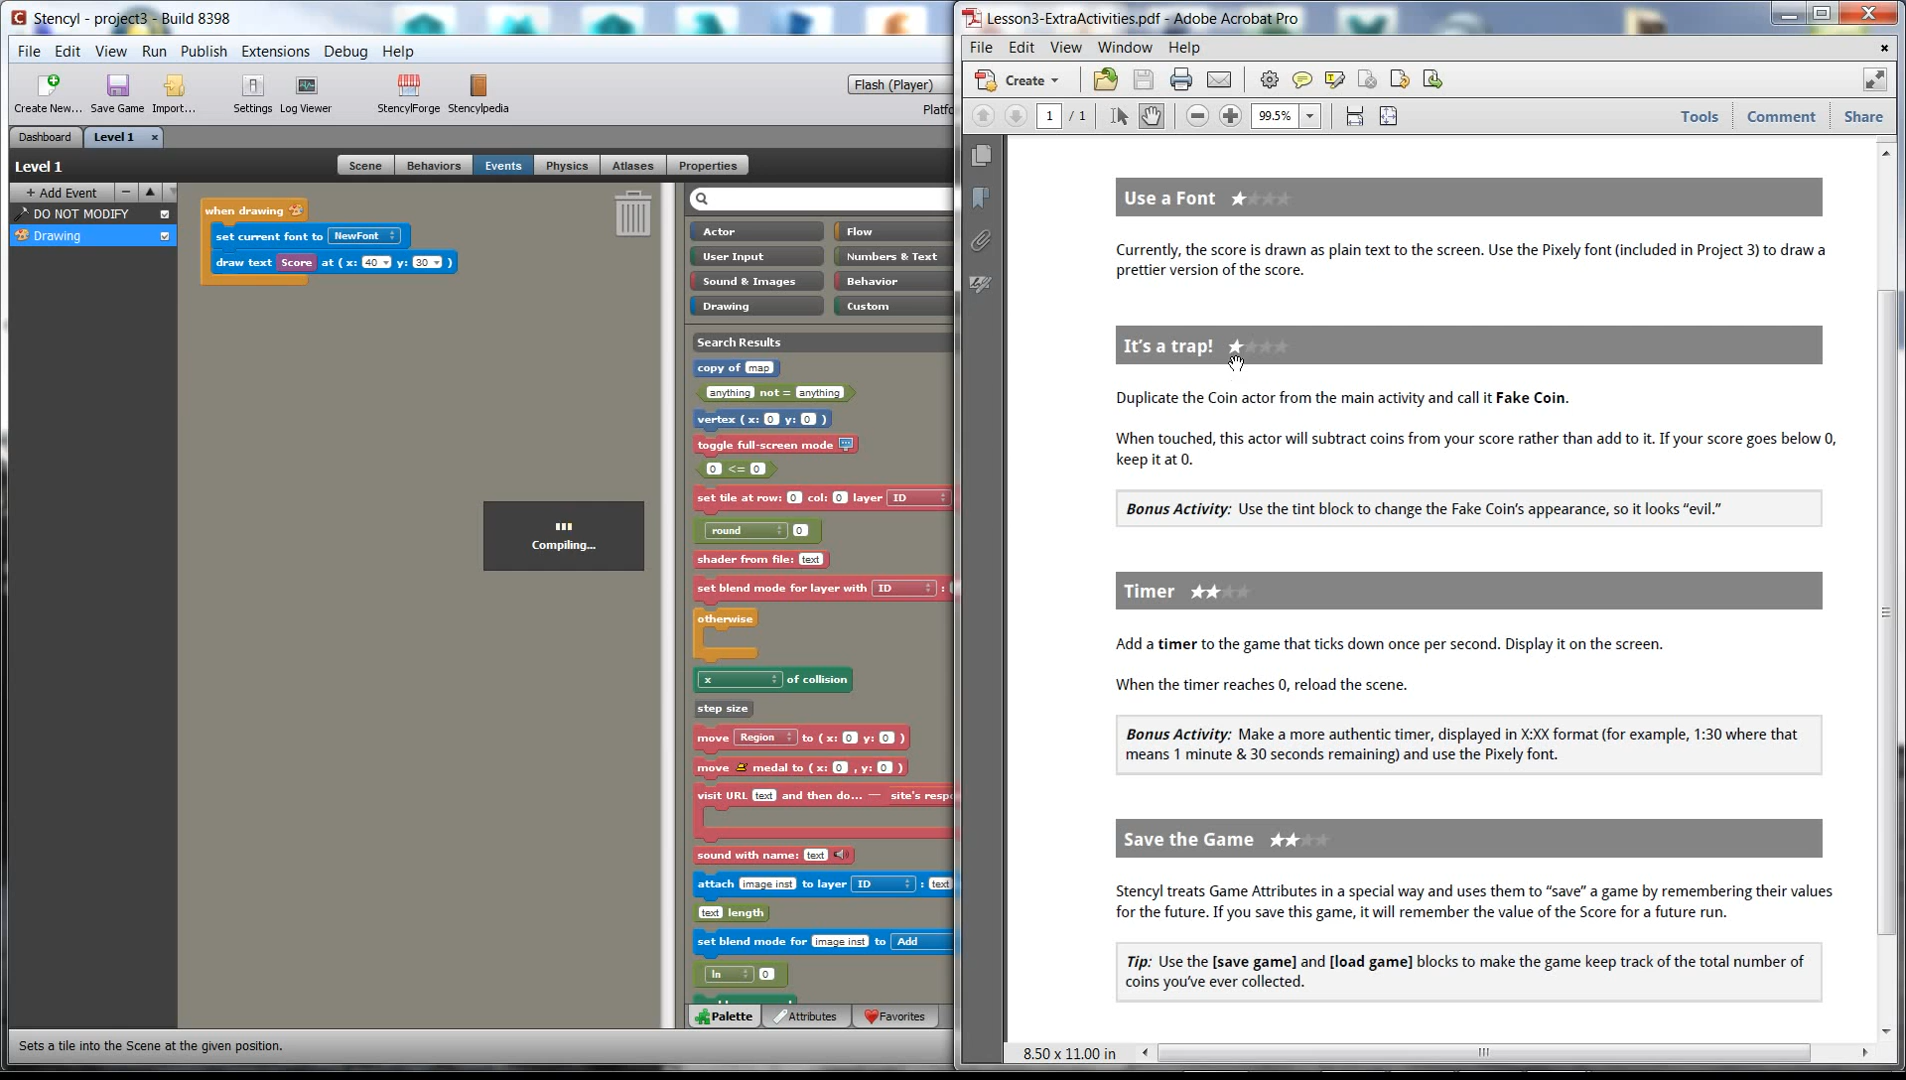 Stencyl - project3 - Build 8398
File Edit View Run Publish Extensions Debug Help
Create New... Save Game Import... Settings Log Viewer StencylForge Stencylpedia
Flash (Player)
Dashboard Level 1 ×
Level 1
Scene Behaviors Events Physics Atlases Properties
+ Add Event
DO NOT MODIFY
Drawing
when drawing
set current font to NewFont
draw text Score at ( x: 40 y: 30 )
Compiling...
Actor Flow
User Input Numbers & Text
Sound & Images Behavior
Drawing Custom
Search Results
copy of map
anything not = anything
vertex ( x: 0 y: 0 )
toggle full-screen mode
0 <= 0
set tile at row: 0 col: 0 layer ID
round 0
shader from file: text
set blend mode for layer with ID :
otherwise
x of collision
step size
move Region to ( x: 0 y: 0 )
move medal to ( x: 0 , y: 0 )
visit URL text and then do... —
sound with name: text
attach image inst to layer ID : text
text length
set blend mode for image inst to Add
ln 0
Palette Attributes Favorites
Sets a tile into the Scene at the given position.
Lesson3-ExtraActivities.pdf - Adobe Acrobat Pro
File Edit View Window Help
Create
1 / 1 99.5% Tools Comment Share
Use a Font
Currently, the score is drawn as plain text to the screen. Use the Pixely font (included in Project 3) to draw a
prettier version of the score.
It's a trap!
Duplicate the Coin actor from the main activity and call it Fake Coin.
When touched, this actor will subtract coins from your score rather than add to it. If your score goes below 0,
keep it at 0.
Bonus Activity: Use the tint block to change the Fake Coin's appearance, so it looks “evil.”
Timer
Add a timer to the game that ticks down once per second. Display it on the screen.
When the timer reaches 0, reload the scene.
Bonus Activity: Make a more authentic timer, displayed in X:XX format (for example, 1:30 where that
means 1 minute & 30 seconds remaining) and use the Pixely font.
Save the Game
Stencyl treats Game Attributes in a special way and uses them to “save” a game by remembering their values
for the future. If you save this game, it will remember the value of the Score for a future run.
Tip: Use the [save game] and [load game] blocks to make the game keep track of the total number of
coins you've ever collected.
8.50 x 11.00 in